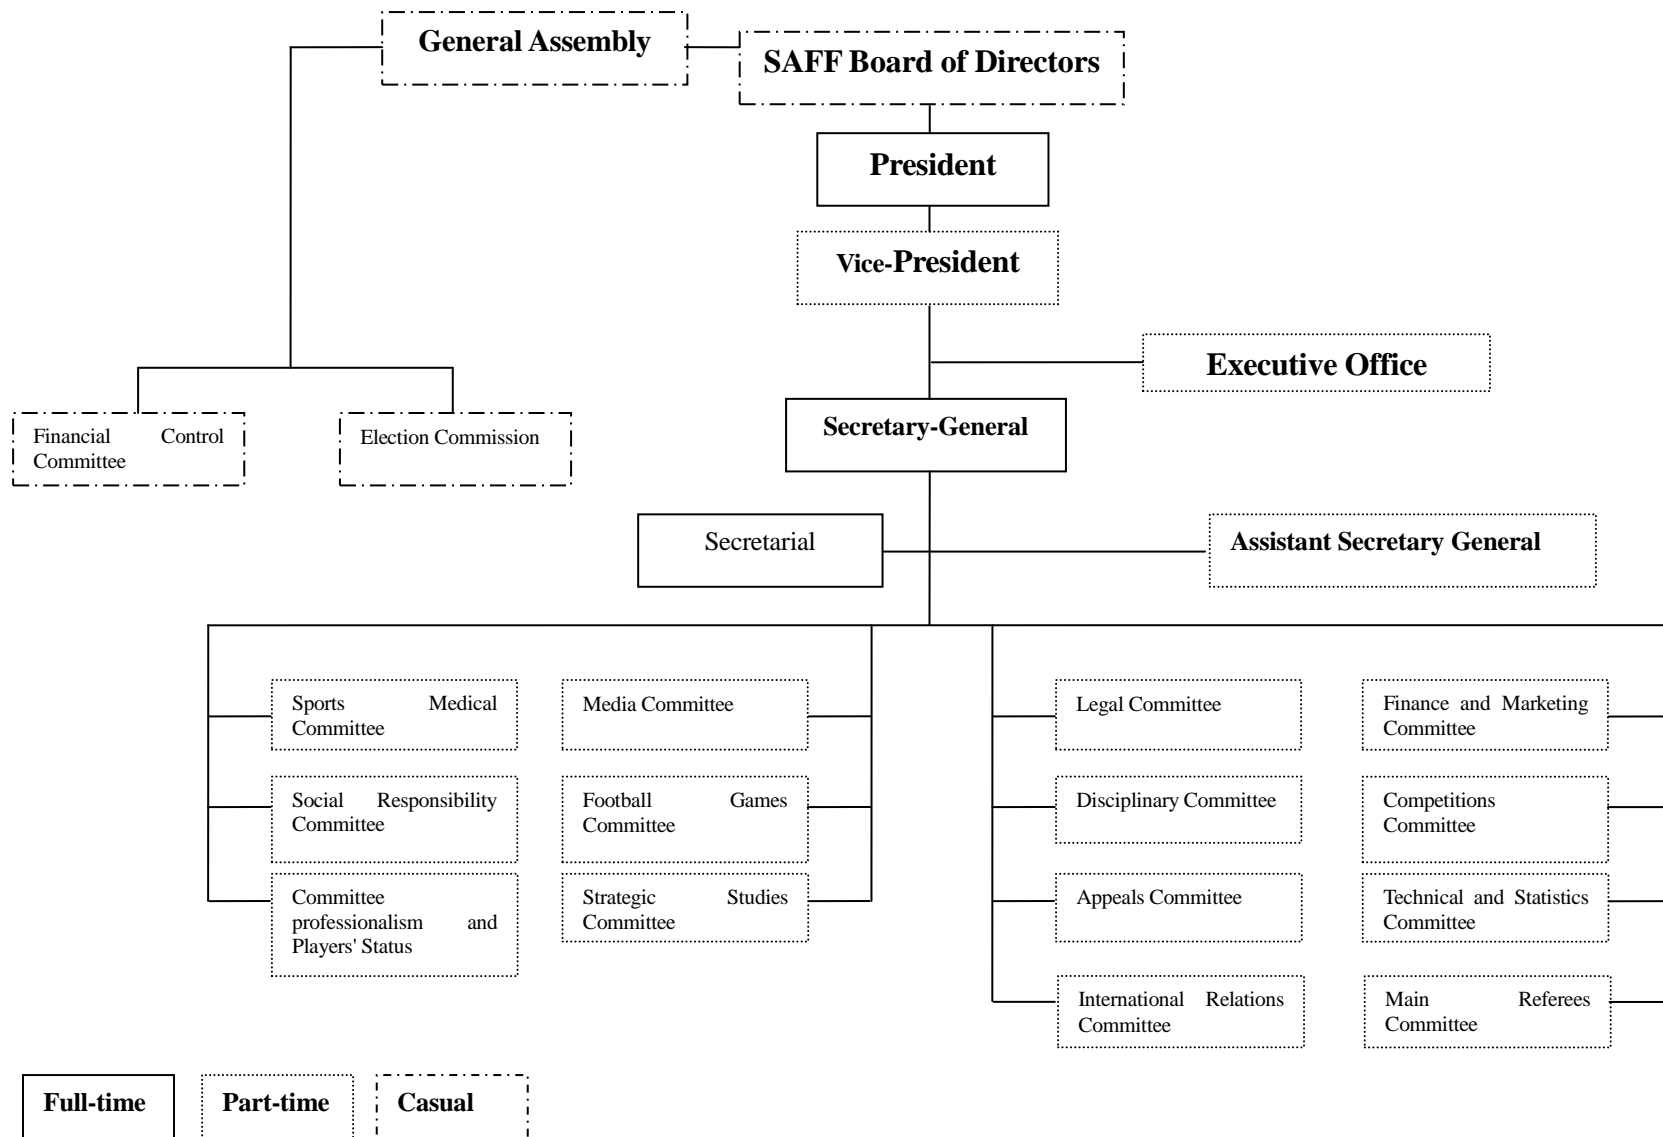 General Assembly
SAFF Board of Directors
President
Vice-President
Executive Office
Financial Control
Committee
Election Commission
Secretary-General
Secretarial
Assistant Secretary General
Sports Medical
Committee
Media Committee
Legal Committee
Finance and Marketing
Committee
Social Responsibility
Committee
Football Games
Committee
Disciplinary Committee
Competitions
Committee
Committee
professionalism and
Players' Status
Strategic Studies
Committee
Appeals Committee
Technical and Statistics
Committee
International Relations
Committee
Main Referees
Committee
Full-time
Part-time
Casual